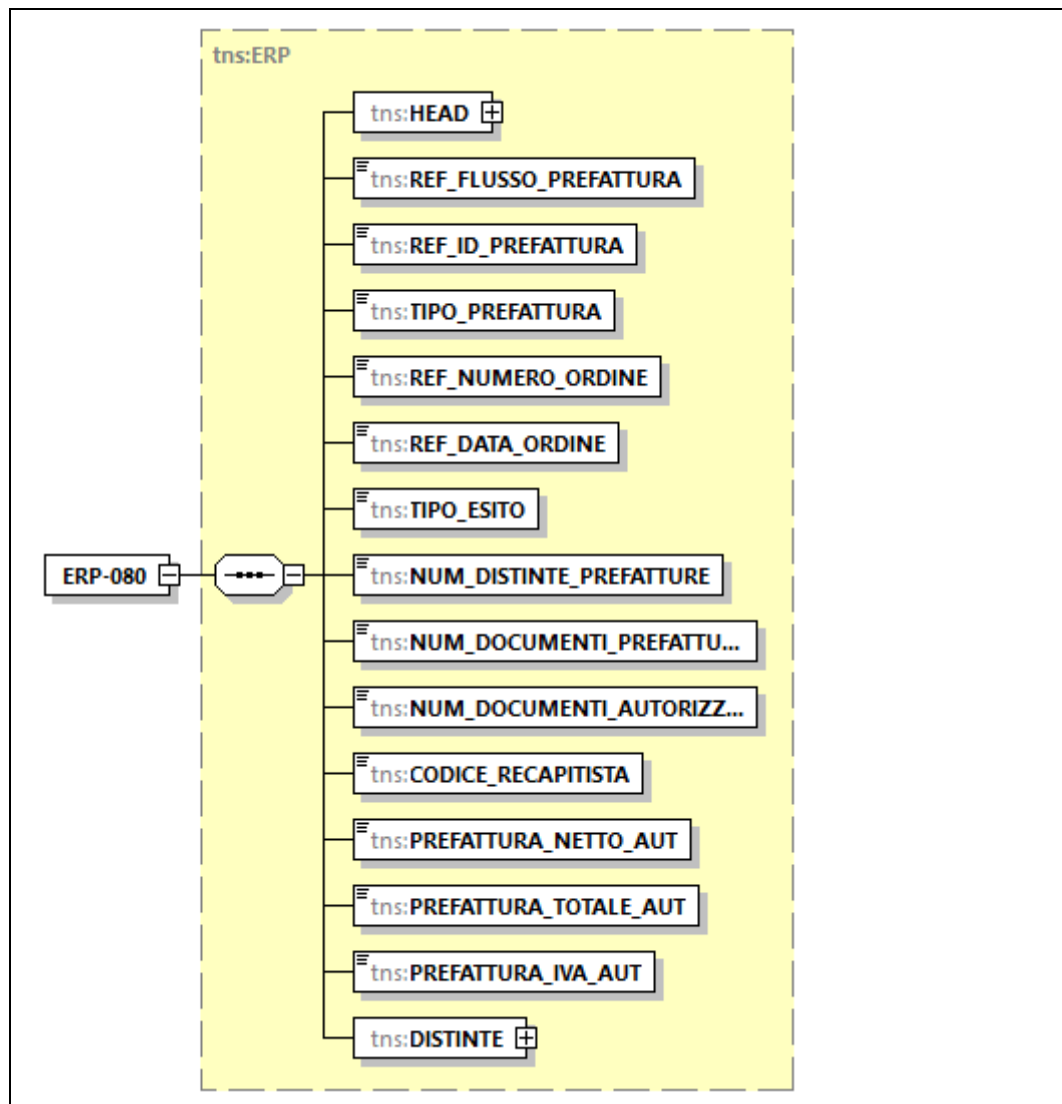 tns:ERP
tns:HEAD
tns:REF_FLUSSO_PREFATTURA
tns:REF_ID_PREFATTURA
tns:TIPO_PREFATTURA
tns:REF_NUMERO_ORDINE
tns:REF_DATA_ORDINE
tns:TIPO_ESITO
ERP-080
tns:NUM_DISTINTE_PREFATTURE
tns:NUM_DOCUMENTI_PREFATTU...
tns:NUM_DOCUMENTI_AUTORIZZ...
tns:CODICE_RECAPITISTA
tns:PREFATTURA_NETTO_AUT
tns:PREFATTURA_TOTALE_AUT
tns:PREFATTURA_IVA_AUT
tns:DISTINTE